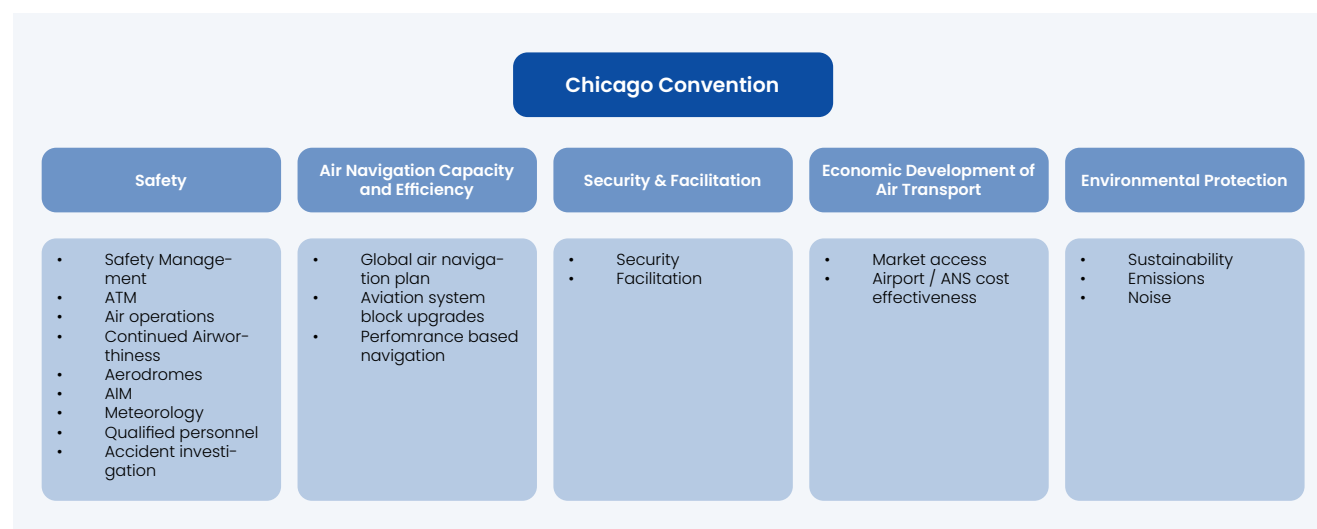 Chicago Convention
Safety
Air Navigation Capacity
and Efficiency
Security & Facilitation
Economic Development of
Air Transport
Environmental Protection
• Safety Manage-
ment
• ATM
• Air operations
• Continued Airwor-
thiness
• Aerodromes
• AIM
• Meteorology
• Qualified personnel
• Accident investi-
gation
• Global air naviga-
tion plan
• Aviation system
block upgrades
• Perfomrance based
navigation
• Security
• Facilitation
• Market access
• Airport / ANS cost
effectiveness
• Sustainability
• Emissions
• Noise